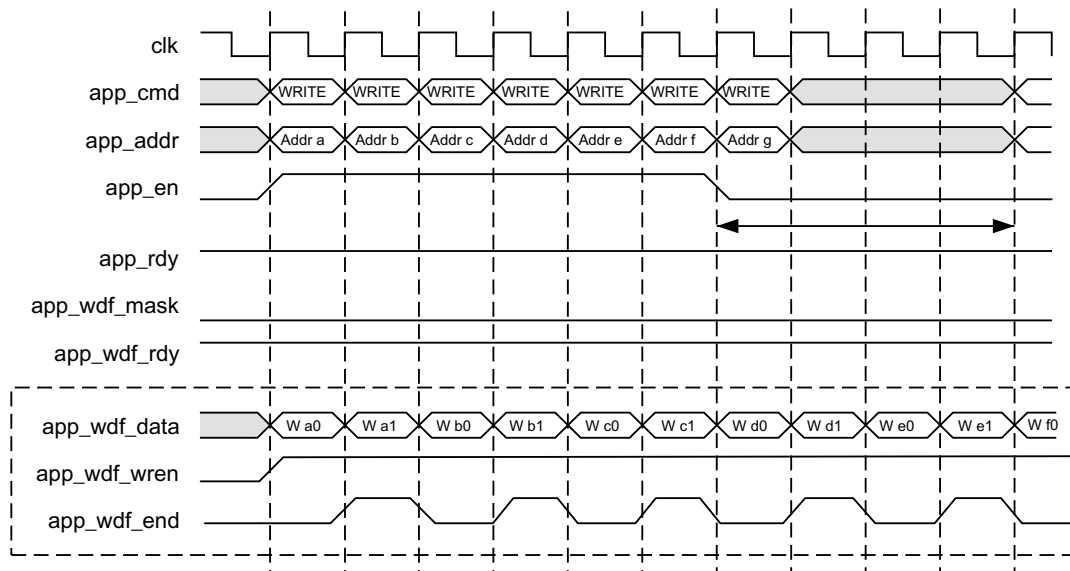 clk
app_cmd WRITE WRITE WRITE WRITE WRITE WRITE WRITE
app_addr Addr a Addr b Addr c Addr d Addr e Addr f Addr g
app_en
app_rdy
app_wdf_mask
app_wdf_rdy
app_wdf_data W a0 W a1 W b0 W b1 W c0 W c1 W d0 W d1 W e0 W e1 W f0
app_wdf_wren
app_wdf_end